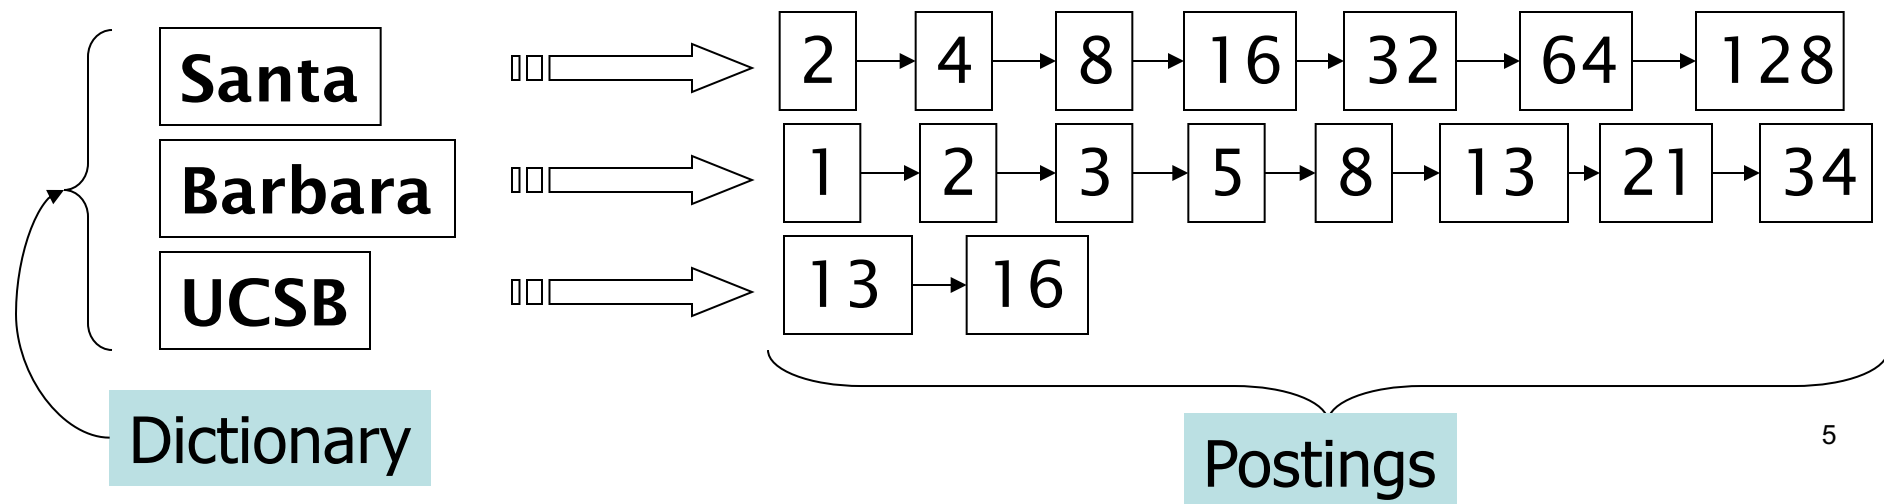 Santa 2 4 8 16 32 64 128
Barbara 1 2 3 5 8 13 21 34
UCSB 13 16
Dictionary
Postings
5